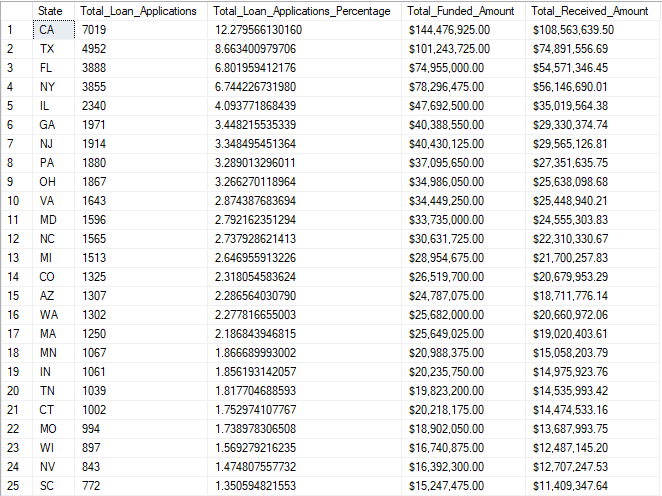 State Total_Loan_Applications Total_Loan_Applications_Percentage Total_Funded_Amount Total_Received_Amount
1 CA 7019 12.279566130160 $144,476,925.00 $108,563,639.50
2 TX 4952 8.663400979706 $101,243,725.00 $74,891,556.69
3 FL 3888 6.801959412176 $74,955,000.00 $54,571,346.45
4 NY 3855 6.744226731980 $78,296,475.00 $56,146,690.01
5 IL 2340 4.093771868439 $47,692,500.00 $35,019,564.38
6 GA 1971 3.448215535339 $40,388,550.00 $29,330,374.74
7 NJ 1914 3.348495451364 $40,430,125.00 $29,565,126.81
8 PA 1880 3.289013296011 $37,095,650.00 $27,351,635.75
9 OH 1867 3.266270118964 $34,986,050.00 $25,638,098.68
10 VA 1643 2.874387683694 $34,449,250.00 $25,448,940.21
11 MD 1596 2.792162351294 $33,735,000.00 $24,555,303.83
12 NC 1565 2.737928621413 $30,631,725.00 $22,310,330.67
13 MI 1513 2.646955913226 $28,954,675.00 $21,700,257.83
14 CO 1325 2.318054583624 $26,519,700.00 $20,679,953.29
15 AZ 1307 2.286564030790 $24,787,075.00 $18,711,776.14
16 WA 1302 2.277816655003 $25,682,000.00 $20,660,972.06
17 MA 1250 2.186843946815 $25,649,025.00 $19,020,403.61
18 MN 1067 1.866689993002 $20,988,375.00 $15,058,203.79
19 IN 1061 1.856193142057 $20,235,750.00 $14,975,923.76
20 TN 1039 1.817704688593 $19,823,200.00 $14,535,993.42
21 CT 1002 1.752974107767 $20,218,175.00 $14,474,533.16
22 MO 994 1.738978306508 $18,902,050.00 $13,687,993.75
23 WI 897 1.569279216235 $16,740,875.00 $12,487,145.20
24 NV 843 1.474807557732 $16,392,300.00 $12,707,247.53
25 SC 772 1.350594821553 $15,247,475.00 $11,409,347.64